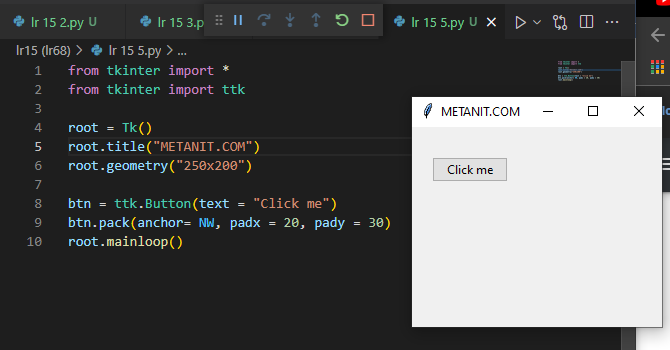 lr 15 2.py U
lr 15 3.p
lr 15 5.py U
lr15 (lr68) > lr 15 5.py > ...
1 from tkinter import *
2 from tkinter import ttk
3
4 root = Tk()
5 root.title("METANIT.COM")
6 root.geometry("250x200")
7
8 btn = ttk.Button(text = "Click me")
9 btn.pack(anchor= NW, padx = 20, pady = 30)
10 root.mainloop()
METANIT.COM
Click me